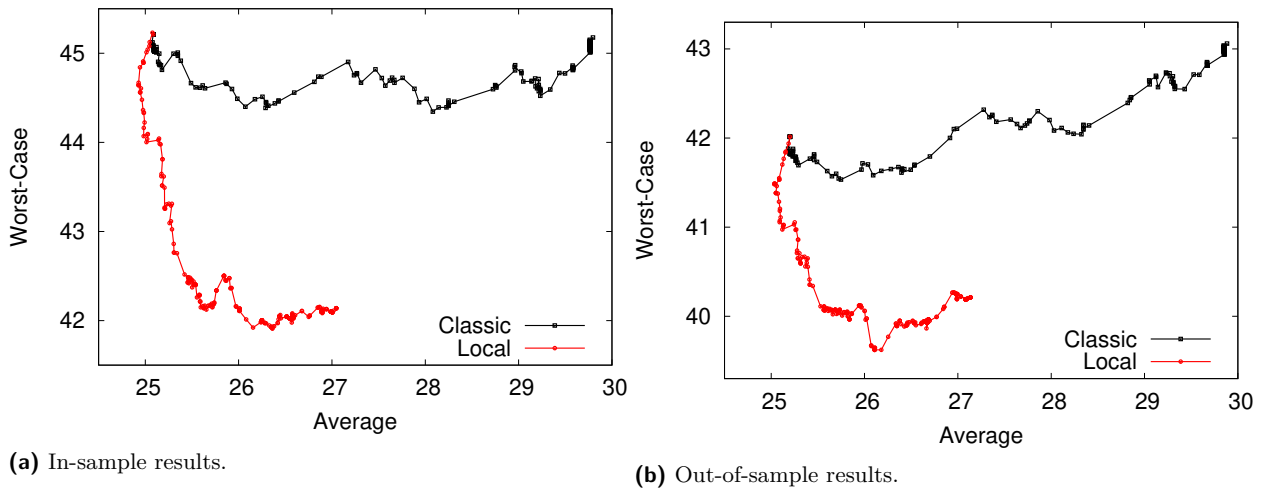 45
44
43
42
Worst-Case
25 26 27 28 29 30
Average
Classic
Local
(a) In-sample results.
43
42
41
40
Worst-Case
25 26 27 28 29 30
Average
Classic
Local
(b) Out-of-sample results.